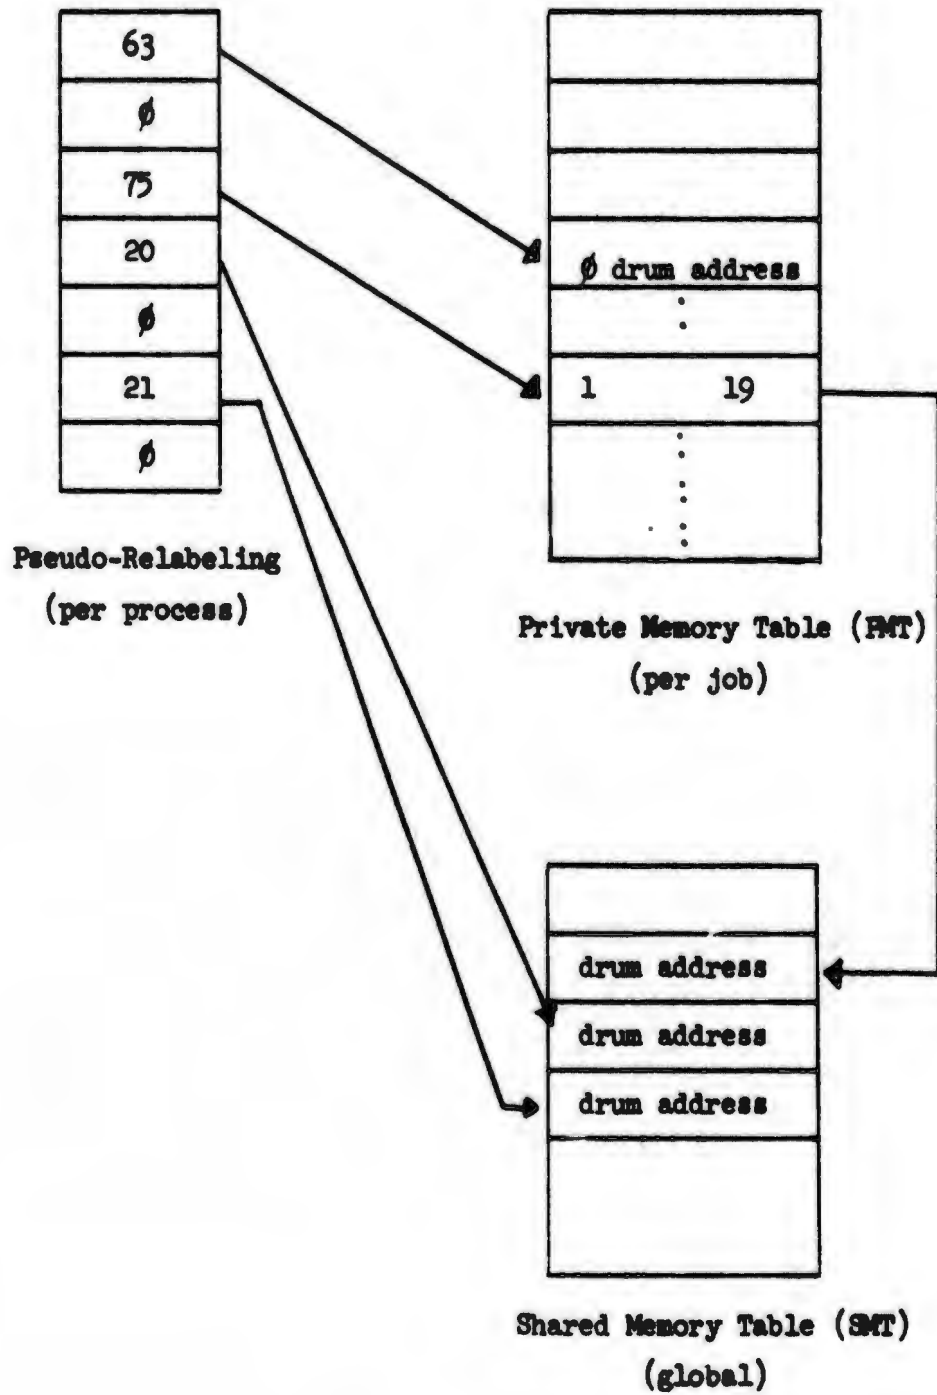 63
ø
75
20
ø
21
ø
Pseudo-Relabeling
(per process)
ø drum address
1 19
Private Memory Table (PMT)
(per job)
drum address
drum address
drum address
Shared Memory Table (SMT)
(global)